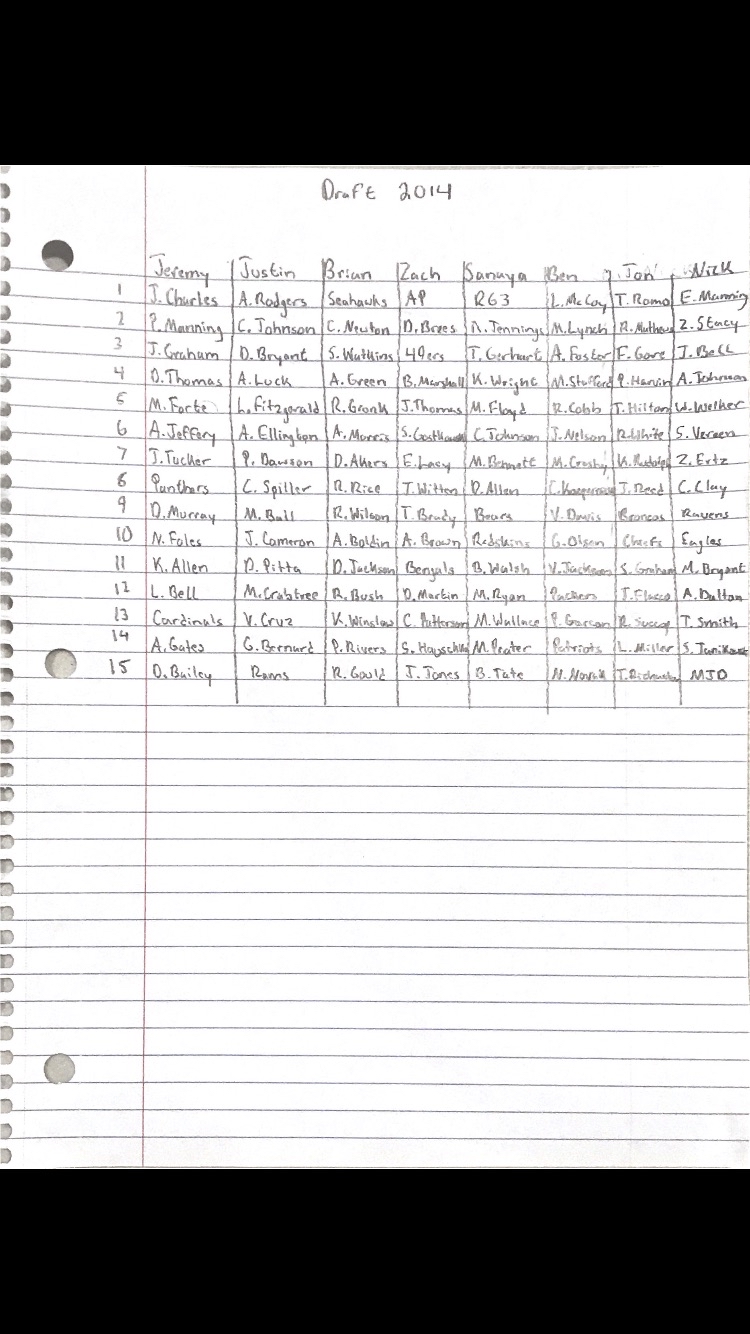 Draft 2014
Jeremy Justin Brian Zach Sanaya Ben Jon Nick
1 J. Charles A. Rodgers Seahawks AP RG3 L. McCoy T. Romo E. Manning
2 P. Manning C. Johnson C. Newton D. Brees R. Jennings M. Lynch R. Mathews Z. Stacy
3 J. Graham D. Bryant S. Watkins 49ers T. Gerhart A. Foster F. Gore J. Bell
4 D. Thomas A. Luck A. Green B. Marshall K. Wright M. Stafford P. Harvin A. Johnson
5 M. Forte L. Fitzgerald R. Gronk J. Thomas M. Floyd R. Cobb T. Hilton W. Welker
6 A. Jeffery A. Ellington A. Morris S. C. Johnson J. Nelson R. White S. Vereen
7 J. Tucker P. Dawson D. Akers E. Lacy M. Bennett M. Crosby K. Rudolph Z. Ertz
8 Panthers C. Spiller R. Rice J. Witten D. Allen C. J. Reed C. Clay
9 D. Murray M. Ball R. Wilson T. Brady Bears V. Davis Broncos Ravens
10 N. Foles J. Cameron A. Boldin A. Brown Redskins G. Olsen Chiefs Eagles
11 K. Allen D. Pitta D. Jackson Bengals B. Walsh V. Jackson S. Graham M. Bryant
12 L. Bell M. Crabtree R. Bush D. Martin M. Ryan Packers J. Flacco A. Dalton
13 Cardinals V. Cruz K. Winslow C. Patterson M. Wallace P. Garcon R. Succop T. Smith
14 A. Gates G. Bernard P. Rivers S. Hauschka M. Prater Patriots L. Miller S. Janikowski
15 D. Bailey Rams R. Gould J. Jones B. Tate N. Novak T. MJD